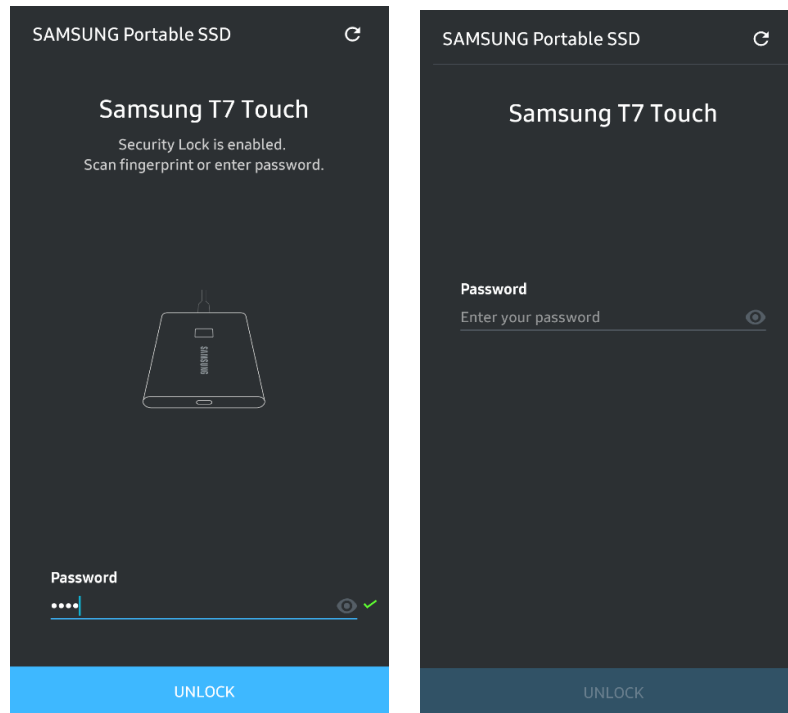 SAMSUNG Portable SSD
Samsung T7 Touch
Security Lock is enabled.
Scan fingerprint or enter password.
SAMSUNG
Password
••••
UNLOCK
SAMSUNG Portable SSD
Samsung T7 Touch
Password
Enter your password
UNLOCK